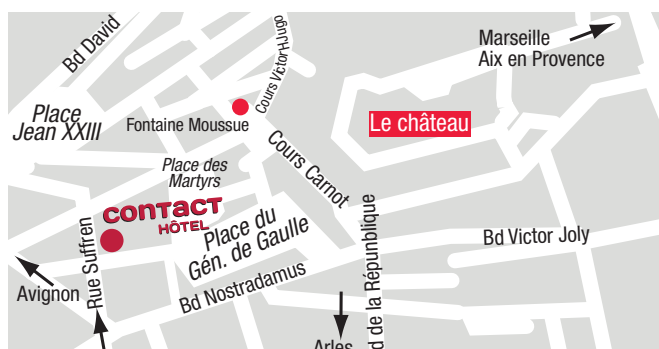 Bd David
Cours Victor Hugo
Marseille
Aix en Provence
Place
Jean XXIII
Fontaine Moussue
Le château
Place des
Martyrs
Cours Carnot
CONTACT
HÔTEL
Place du
Gén. de Gaulle
Rue Suffren
Bd Victor Joly
Avignon
Bd Nostradamus
d de la Répunblique
Arles